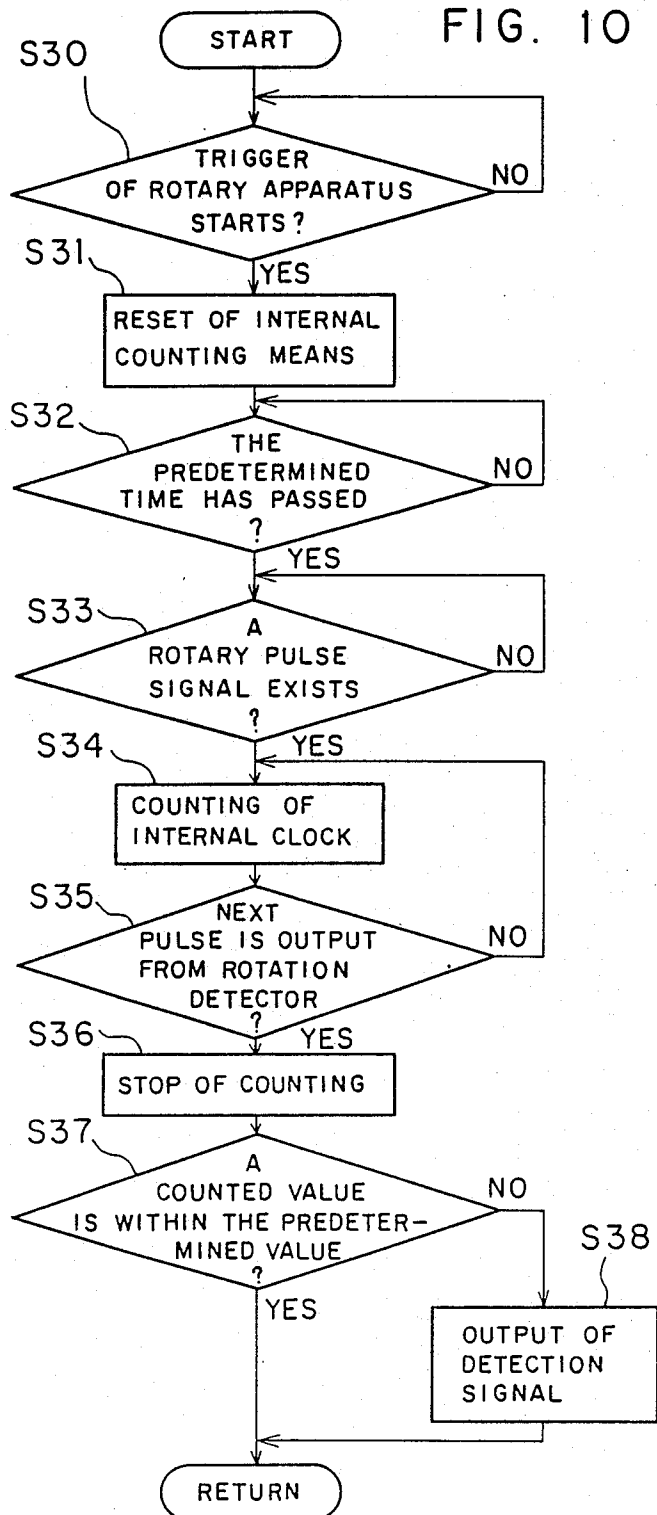 FIG. 10
START
S30
TRIGGER
OF ROTARY APPARATUS
STARTS?
NO
S31
YES
RESET OF INTERNAL
COUNTING MEANS
S32
THE
PREDETERMINED
TIME HAS PASSED
?
NO
YES
S33
A
ROTARY PULSE
SIGNAL EXISTS
?
NO
YES
S34
COUNTING OF
INTERNAL CLOCK
S35
NEXT
PULSE IS OUTPUT
FROM ROTATION
DETECTOR
?
NO
YES
S36
STOP OF COUNTING
S37
A
COUNTED VALUE
IS WITHIN THE PREDETER-
MINED VALUE
?
NO
YES
S38
OUTPUT OF
DETECTION
SIGNAL
RETURN